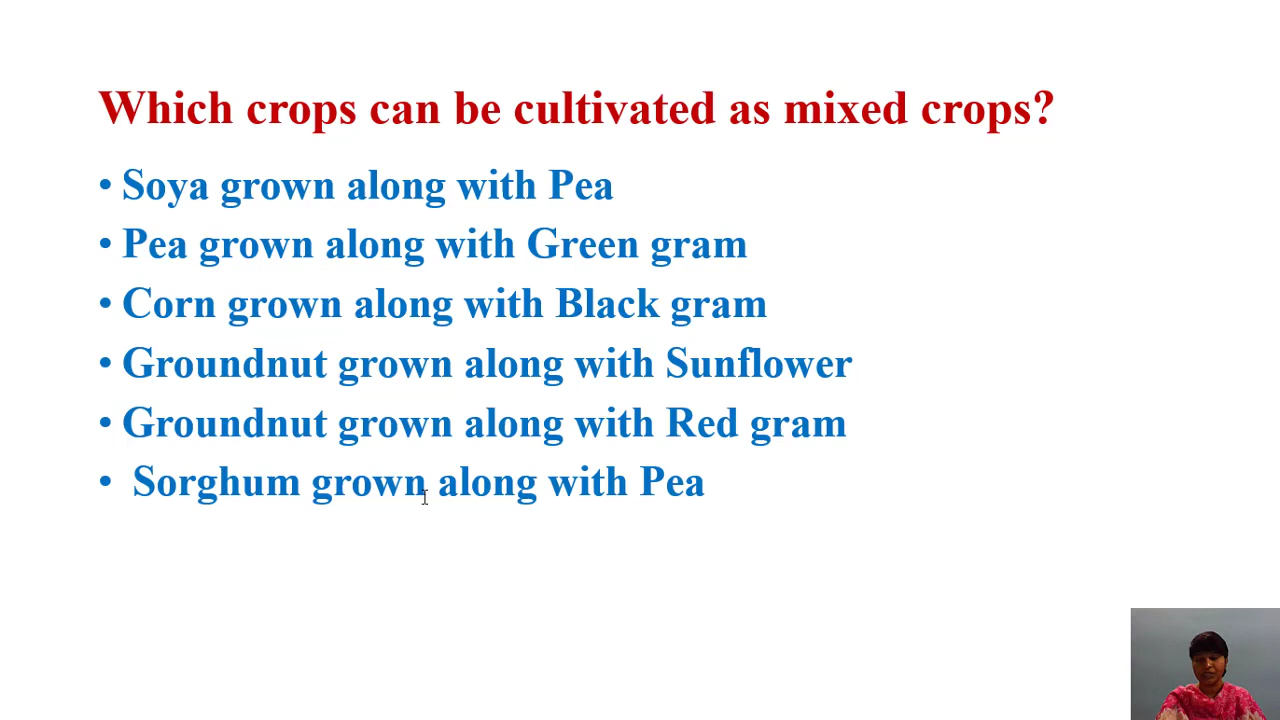 Which crops can be cultivated as mixed crops?
• Soya grown along with Pea
• Pea grown along with Green gram
• Corn grown along with Black gram
• Groundnut grown along with Sunflower
• Groundnut grown along with Red gram
• Sorghum grown along with Pea